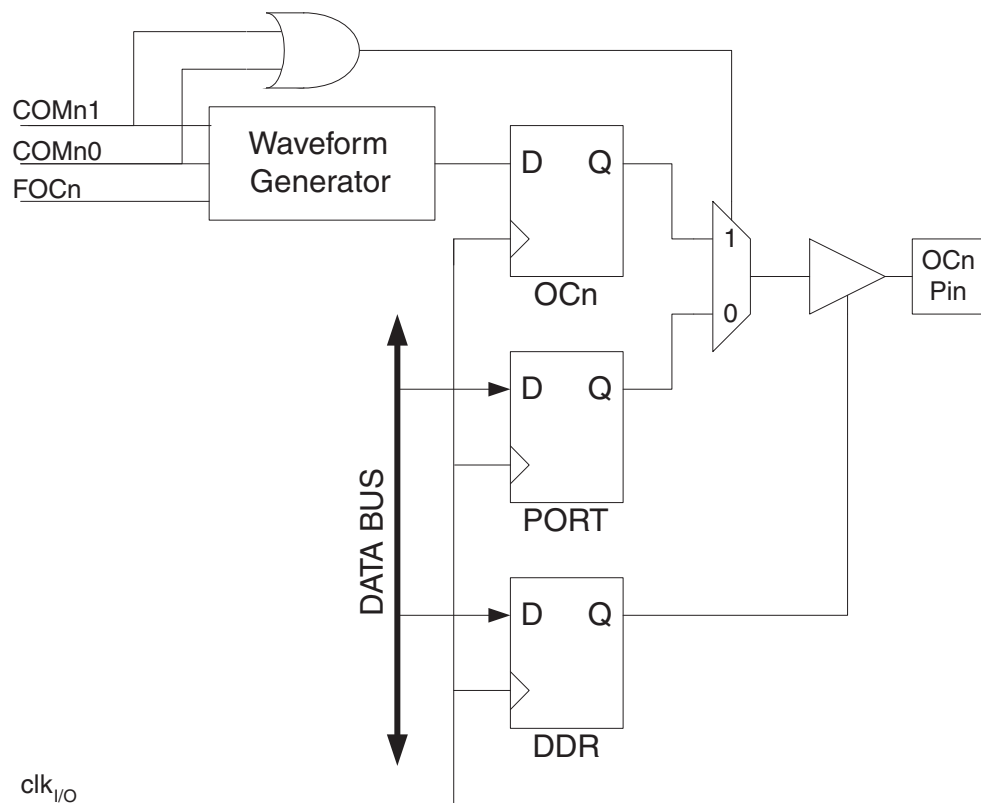 COMn1
COMn0
FOCn
Waveform
Generator
D Q
OCn
1
0
OCn
Pin
D Q
PORT
DATA BUS
D Q
DDR
clkI/O